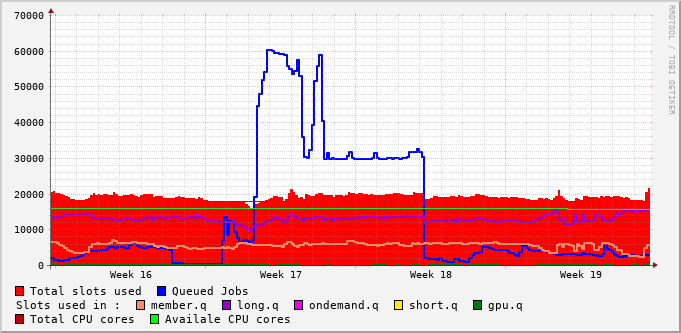 70000
60000
50000
40000
30000
20000
10000
0
Week 16 Week 17 Week 18 Week 19
RRDTOOL / TOBI OETIKER
Total slots used Queued Jobs
Slots used in : member.q long.q ondemand.q short.q gpu.q
Total CPU cores Availale CPU cores